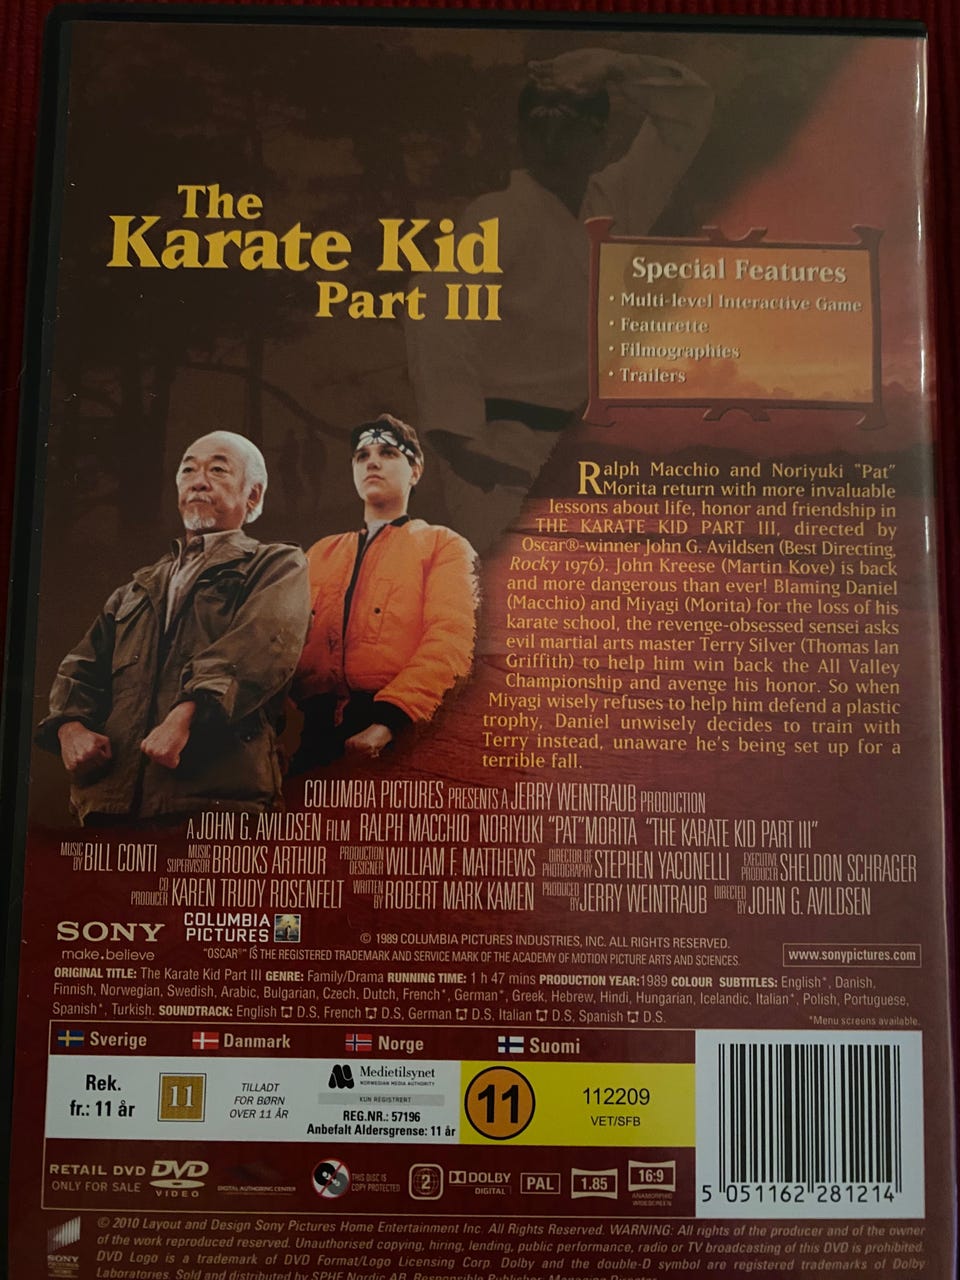 The
Karate Kid
Part III
Special Features
• Multi-level Interactive Game
• Featurette
• Filmographies
• Trailers
Ralph Macchio and Noriyuki "Pat"
Morita return with more invaluable
lessons about life, honor and friendship in
THE KARATE KID PART III, directed by
Oscar®-winner John G. Avildsen (Best Directing,
Rocky 1976). John Kreese (Martin Kove) is back
and more dangerous than ever! Blaming Daniel
(Macchio) and Miyagi (Morita) for the loss of his
karate school, the revenge-obsessed sensei asks
evil martial arts master Terry Silver (Thomas Ian
Griffith) to help him win back the All Valley
Championship and avenge his honor. So when
Miyagi wisely refuses to help him defend a plastic
trophy, Daniel unwisely decides to train with
Terry instead, unaware he's being set up for a
terrible fall.
COLUMBIA PICTURES PRESENTS A JERRY WEINTRAUB PRODUCTION
A JOHN G. AVILDSEN FILM RALPH MACCHIO NORIYUKI "PAT" MORITA "THE KARATE KID PART III"
MUSIC BY BILL CONTI MUSIC SUPERVISOR BROOKS ARTHUR PRODUCTION DESIGNER WILLIAM F. MATTHEWS DIRECTOR OF PHOTOGRAPHY STEPHEN YACONELLI EXECUTIVE PRODUCER SHELDON SCHRAGER
CO PRODUCER KAREN TRUDY ROSENFELT WRITTEN BY ROBERT MARK KAMEN PRODUCED BY JERRY WEINTRAUB DIRECTED BY JOHN G. AVILDSEN
SONY
make.believe
COLUMBIA
PICTURES
© 1989 COLUMBIA PICTURES INDUSTRIES, INC. ALL RIGHTS RESERVED.
"OSCAR®" IS THE REGISTERED TRADEMARK AND SERVICE MARK OF THE ACADEMY OF MOTION PICTURE ARTS AND SCIENCES.
www.sonypictures.com
ORIGINAL TITLE: The Karate Kid Part III GENRE: Family/Drama RUNNING TIME: 1 h 47 mins PRODUCTION YEAR:1989 COLOUR SUBTITLES: English*, Danish,
Finnish, Norwegian, Swedish, Arabic, Bulgarian, Czech, Dutch, French*, German*, Greek, Hebrew, Hindi, Hungarian, Icelandic, Italian*, Polish, Portuguese,
Spanish*, Turkish. SOUNDTRACK: English D.S, French D.S, German D.S, Italian D.S, Spanish D.S.
*Menu screens available.
Sverige Danmark Norge Suomi
Rek.
fr.: 11 år
11
TILLADT
FOR BØRN
OVER 11 ÅR
Medietilsynet
NORWEGIAN MEDIA AUTHORITY
KUN REGISTRERT
REG.NR.: 57196
Anbefalt Aldersgrense: 11 år
11
112209
VET/SFB
RETAIL DVD
ONLY FOR SALE
DVD
VIDEO
DIGITAL AUTHORING CENTER
THIS DISC IS
COPY PROTECTED
2
DOLBY
DIGITAL
PAL
1.85
16:9
ANAMORPHIC
WIDESCREEN
5 051162 281214
SONY
© 2010 Layout and Design Sony Pictures Home Entertainment Inc. All Rights Reserved. WARNING: All rights of the producer and of the owner
of the work reproduced reserved. Unauthorised copying, hiring, lending, public performance, radio or TV broadcasting of this DVD is prohibited.
DVD Logo is a trademark of DVD Format/Logo Licensing Corp. Dolby and the double-D symbol are registered trademarks of Dolby
Laboratories. Sold and distributed by SPHE Nordic AB. Responsible Publisher: Managing Director